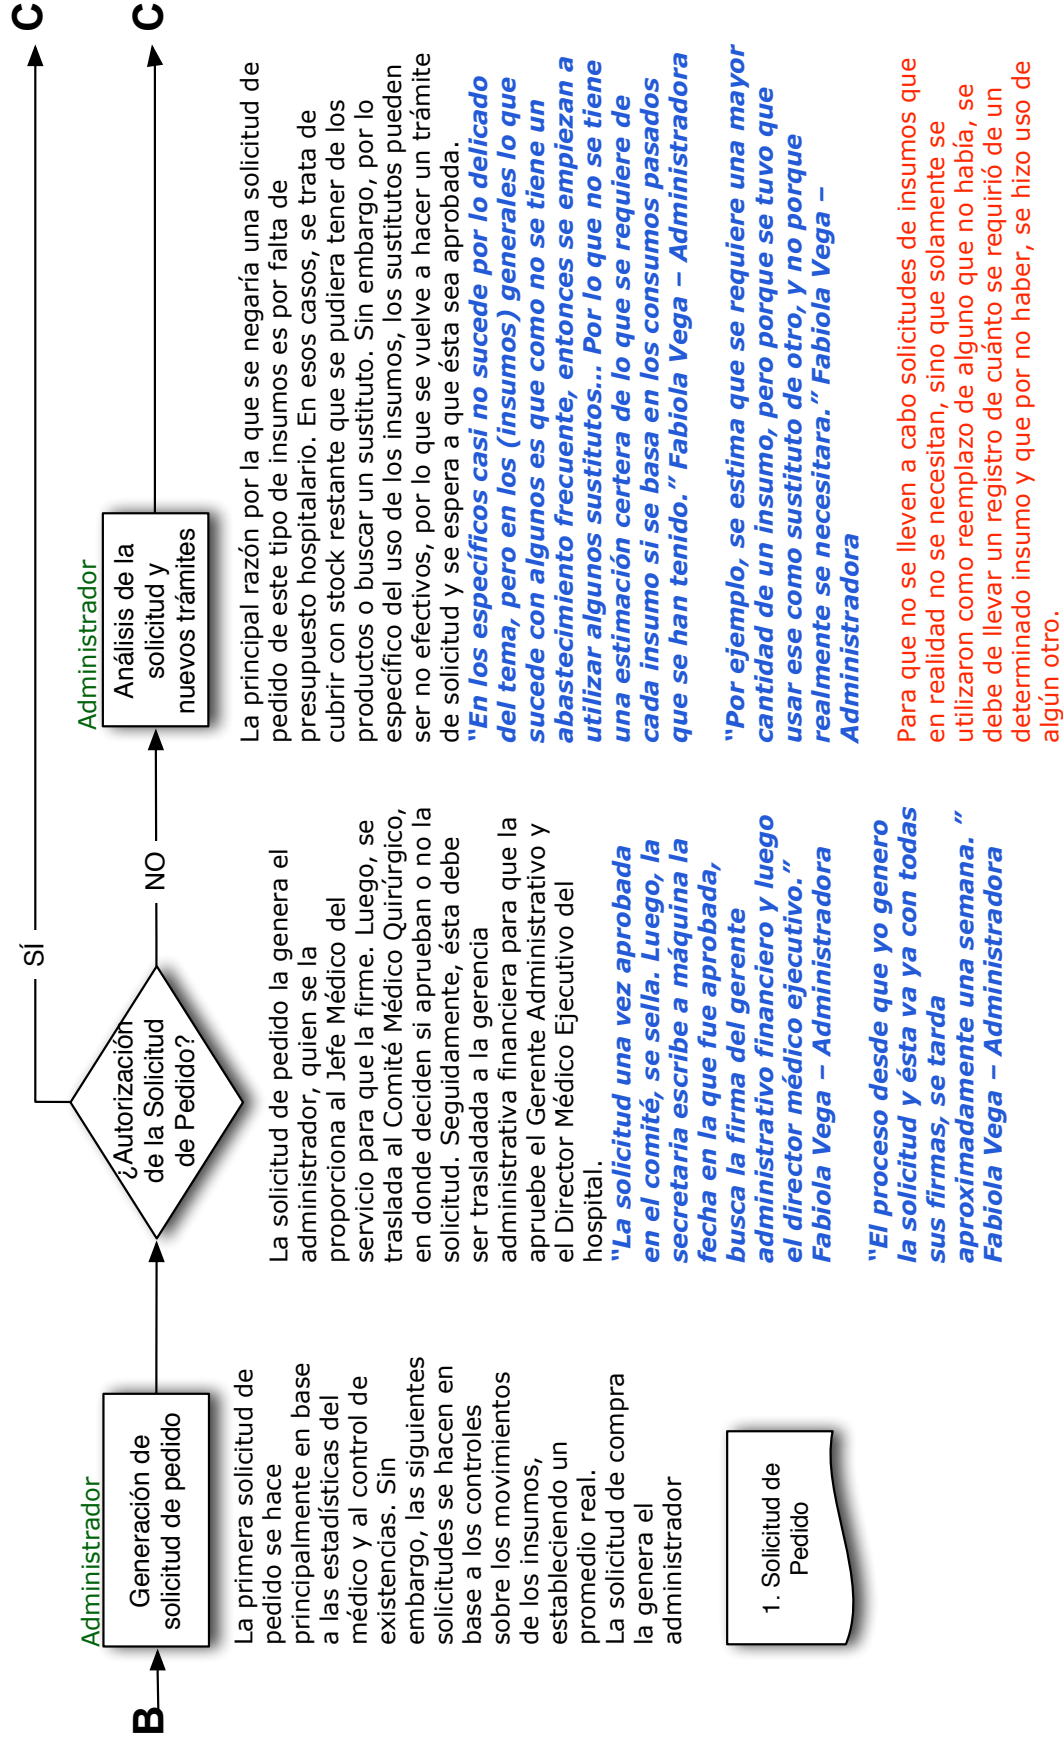 B
Administrador
Generación de
solicitud de pedido
La primera solicitud de
pedido se hace
principalmente en base
a las estadísticas del
médico y al control de
existencias. Sin
embargo, las siguientes
solicitudes se hacen en
base a los controles
sobre los movimientos
de los insumos,
estableciendo un
promedio real.
La solicitud de compra
la genera el
administrador
1. Solicitud de
Pedido
¿Autorización
de la Solicitud
de Pedido?
SÍ
C
NO
La solicitud de pedido la genera el
administrador, quien se la
proporciona al Jefe Médico del
servicio para que la firme. Luego, se
traslada al Comité Médico Quirúrgico,
en donde deciden si aprueban o no la
solicitud. Seguidamente, ésta debe
ser trasladada a la gerencia
administrativa financiera para que la
apruebe el Gerente Administrativo y
el Director Médico Ejecutivo del
hospital.
“La solicitud una vez aprobada
en el comité, se sella. Luego, la
secretaria escribe a máquina la
fecha en la que fue aprobada,
busca la firma del gerente
administrativo financiero y luego
el director médico ejecutivo.”
Fabiola Vega – Administradora
“El proceso desde que yo genero
la solicitud y ésta va ya con todas
sus firmas, se tarda
aproximadamente una semana. ”
Fabiola Vega – Administradora
Administrador
Análisis de la
solicitud y
nuevos trámites
C
La principal razón por la que se negaría una solicitud de
pedido de este tipo de insumos es por falta de
presupuesto hospitalario. En esos casos, se trata de
cubrir con stock restante que se pudiera tener de los
productos o buscar un sustituto. Sin embargo, por lo
específico del uso de los insumos, los sustitutos pueden
ser no efectivos, por lo que se vuelve a hacer un trámite
de solicitud y se espera a que ésta sea aprobada.
“En los específicos casi no sucede por lo delicado
del tema, pero en los (insumos) generales lo que
sucede con algunos es que como no se tiene un
abastecimiento frecuente, entonces se empiezan a
utilizar algunos sustitutos... Por lo que no se tiene
una estimación certera de lo que se requiere de
cada insumo si se basa en los consumos pasados
que se han tenido.” Fabiola Vega – Administradora
“Por ejemplo, se estima que se requiere una mayor
cantidad de un insumo, pero porque se tuvo que
usar ese como sustituto de otro, y no porque
realmente se necesitara.” Fabiola Vega –
Administradora
Para que no se lleven a cabo solicitudes de insumos que
en realidad no se necesitan, sino que solamente se
utilizaron como reemplazo de alguno que no había, se
debe de llevar un registro de cuánto se requirió de un
determinado insumo y que por no haber, se hizo uso de
algún otro.